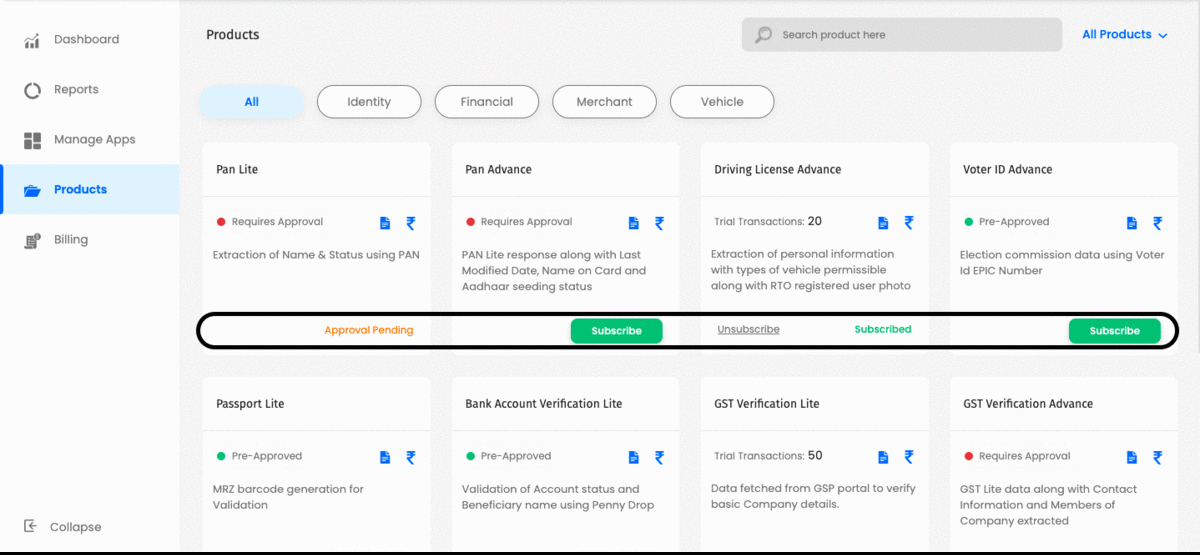 Dashboard
Reports
Manage Apps
Products
Billing
Collapse
Products
Search product here
All Products
All
Identity
Financial
Merchant
Vehicle
Pan Lite
Requires Approval
₹
Extraction of Name & Status using PAN
Approval Pending
Pan Advance
Requires Approval
₹
PAN Lite response along with Last
Modified Date, Name on Card and
Aadhaar seeding status
Subscribe
Driving License Advance
Trial Transactions: 20
₹
Extraction of personal information
with types of vehicle permissible
along with RTO registered user photo
Unsubscribe
Subscribed
Voter ID Advance
Pre-Approved
₹
Election commission data using Voter
Id EPIC Number
Subscribe
Passport Lite
Pre-Approved
₹
MRZ barcode generation for
Validation
Bank Account Verification Lite
Pre-Approved
₹
Validation of Account status and
Beneficiary name using Penny Drop
GST Verification Lite
Trial Transactions: 50
₹
Data fetched from GSP portal to verify
basic Company details.
GST Verification Advance
Requires Approval
₹
GST Lite data along with Contact
Information and Members of
Company extracted